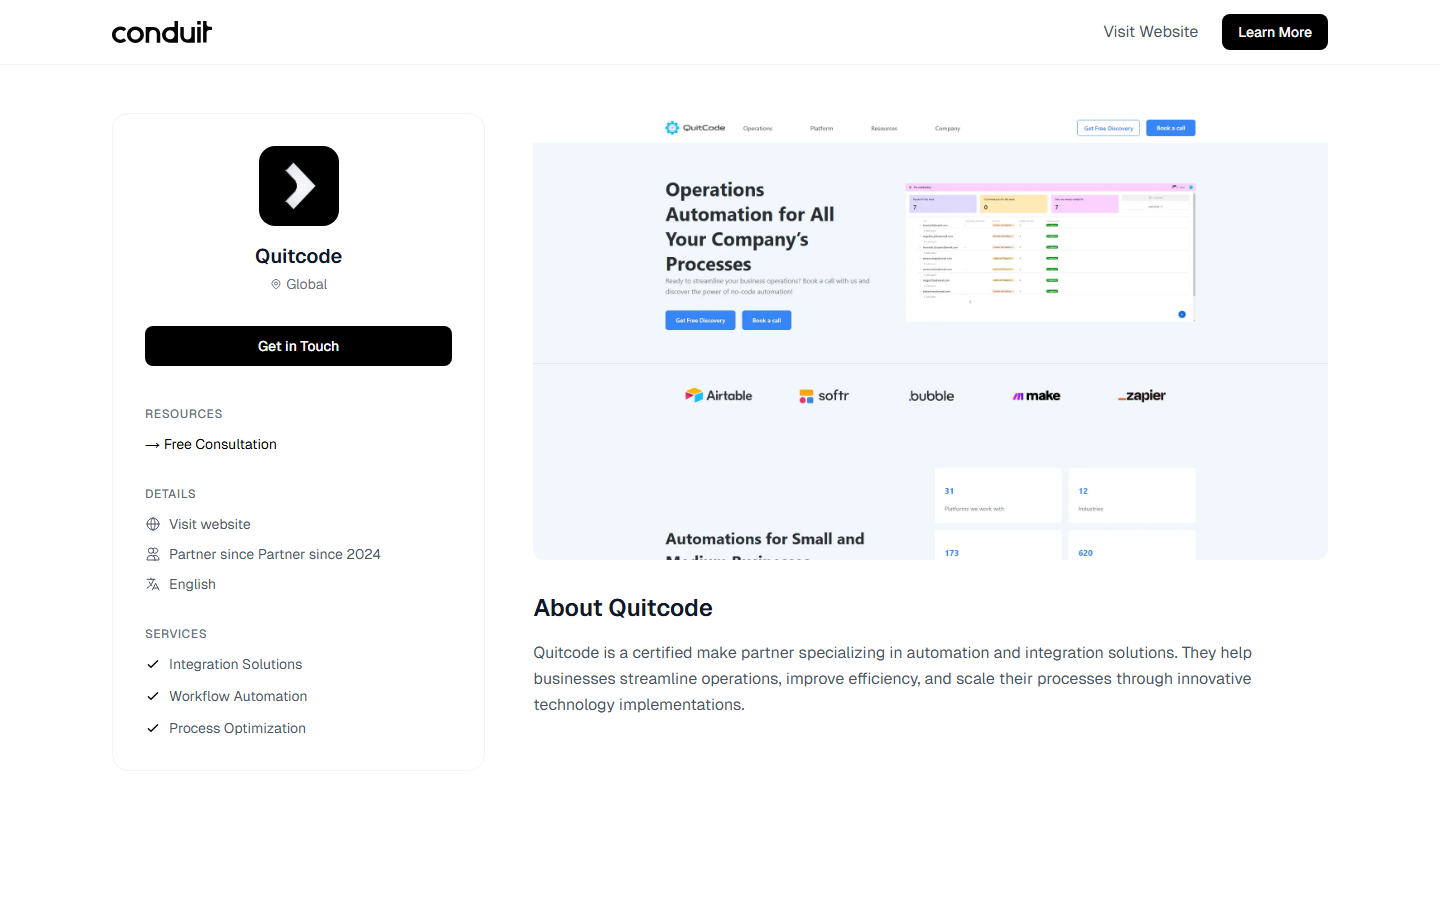 conduit
Visit Website
Learn More
Quitcode
Global
Get in Touch
RESOURCES
→ Free Consultation
DETAILS
Visit website
Partner since Partner since 2024
English
SERVICES
Integration Solutions
Workflow Automation
Process Optimization
QuitCode
Operations
Platform
Resources
Company
Get Free Discovery
Book a call
Operations
Automation for All
Your Company's
Processes
Ready to streamline your business operations? Book a call with us and
discover the power of no-code automation!
Get Free Discovery
Book a call
7
0
7
Airtable
softr
.bubble
make
_zapier
31
Platforms we work with
12
Industries
Automations for Small and
Medium Businesses
173
620
About Quitcode
Quitcode is a certified make partner specializing in automation and integration solutions. They help
businesses streamline operations, improve efficiency, and scale their processes through innovative
technology implementations.